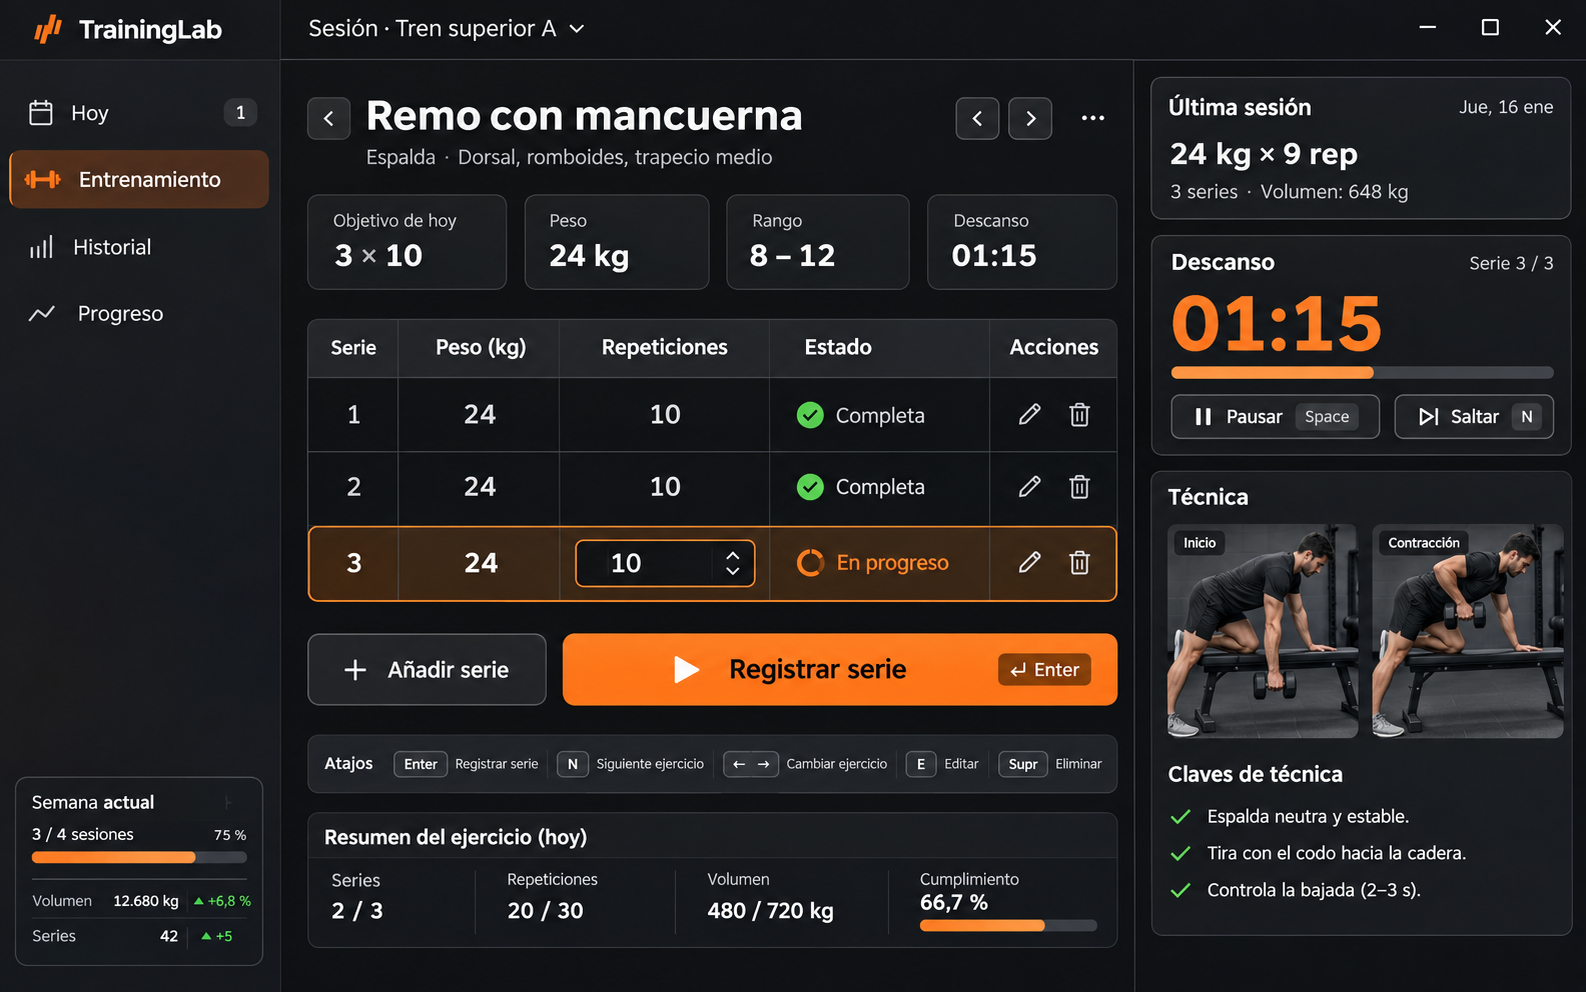 TrainingLab
Sesión · Tren superior A
Hoy 1
Entrenamiento
Historial
Progreso
Semana actual
3 / 4 sesiones 75 %
Volumen 12.680 kg ▲ +6,8 %
Series 42 ▲ +5
Remo con mancuerna
Espalda · Dorsal, romboides, trapecio medio
Objetivo de hoy
3 × 10
Peso
24 kg
Rango
8 – 12
Descanso
01:15
Serie Peso (kg) Repeticiones Estado Acciones
1 24 10 Completa
2 24 10 Completa
3 24 10 En progreso
+ Añadir serie
Registrar serie ↵ Enter
Atajos Enter Registrar serie N Siguiente ejercicio ← → Cambiar ejercicio E Editar Supr Eliminar
Resumen del ejercicio (hoy)
Series
2 / 3
Repeticiones
20 / 30
Volumen
480 / 720 kg
Cumplimiento
66,7 %
Última sesión Jue, 16 ene
24 kg × 9 rep
3 series · Volumen: 648 kg
Descanso Serie 3 / 3
01:15
Pausar Space
Saltar N
Técnica
Inicio
Contracción
Claves de técnica
Espalda neutra y estable.
Tira con el codo hacia la cadera.
Controla la bajada (2–3 s).